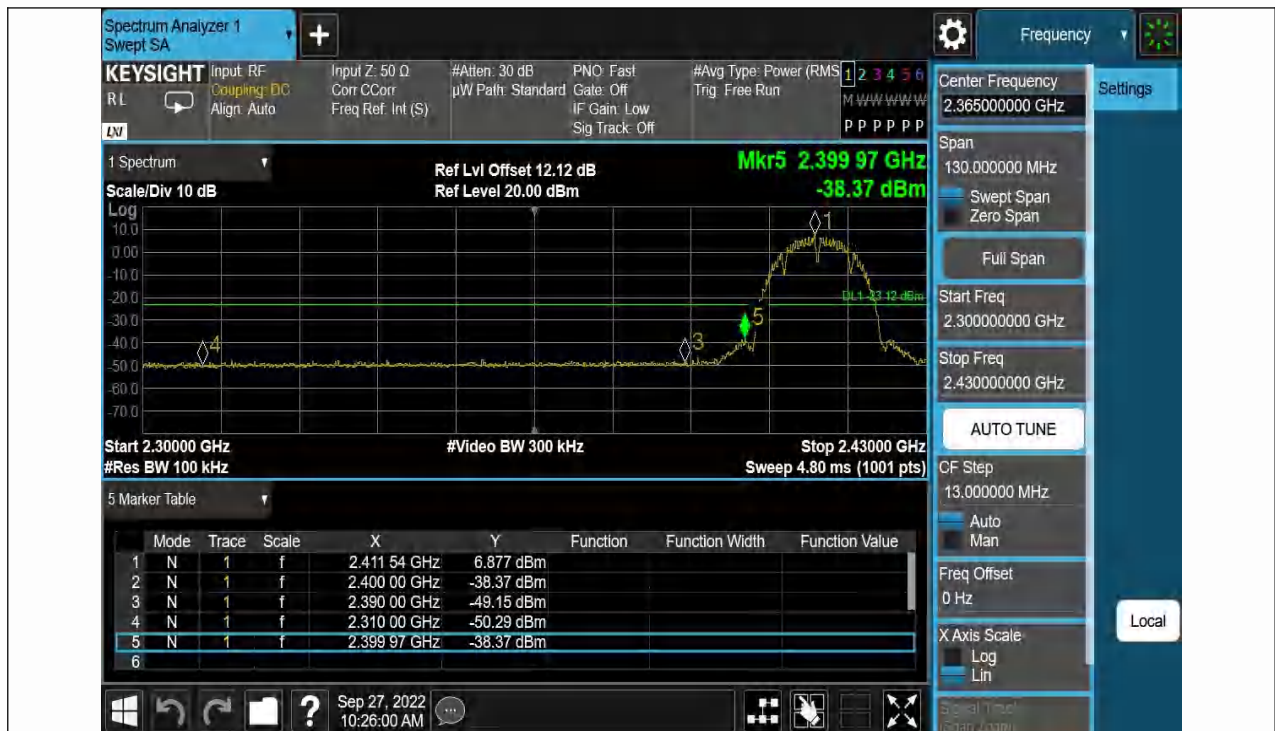 Spectrum Analyzer 1
Swept SA
Frequency
KEYSIGHT
RL
LXI
Input: RF
Coupling: DC
Align: Auto
Input Z: 50 Ω
Corr CCorr
Freq Ref: Int (S)
#Atten: 30 dB
µW Path: Standard
PNO: Fast
Gate: Off
IF Gain: Low
Sig Track: Off
#Avg Type: Power (RMS
Trig: Free Run
1 2 3 4 5 6
M W W W W W
P P P P P P
1 Spectrum
Scale/Div 10 dB
Ref Lvl Offset 12.12 dB
Ref Level 20.00 dBm
Mkr5 2.399 97 GHz
-38.37 dBm
Log
10.0
0.00
-10.0
-20.0
-30.0
-40.0
-50.0
-60.0
-70.0
1
DL1 -23.12 dBm
5
4
3
Start 2.30000 GHz
#Video BW 300 kHz
Stop 2.43000 GHz
#Res BW 100 kHz
Sweep 4.80 ms (1001 pts)
5 Marker Table
Mode Trace Scale X Y Function Function Width Function Value
1 N 1 f 2.411 54 GHz 6.877 dBm
2 N 1 f 2.400 00 GHz -38.37 dBm
3 N 1 f 2.390 00 GHz -49.15 dBm
4 N 1 f 2.310 00 GHz -50.29 dBm
5 N 1 f 2.399 97 GHz -38.37 dBm
6
Sep 27, 2022
10:26:00 AM
Center Frequency
2.365000000 GHz
Settings
Span
130.000000 MHz
Swept Span
Zero Span
Full Span
Start Freq
2.300000000 GHz
Stop Freq
2.430000000 GHz
AUTO TUNE
CF Step
13.000000 MHz
Auto
Man
Freq Offset
0 Hz
X Axis Scale
Log
Lin
Local